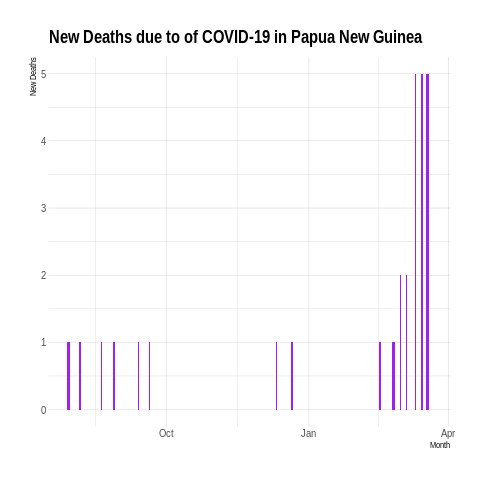 New Deaths due to of COVID-19 in Papua New Guinea
New Deaths
5
4
3
2
1
0
Oct
Jan
Apr
Month